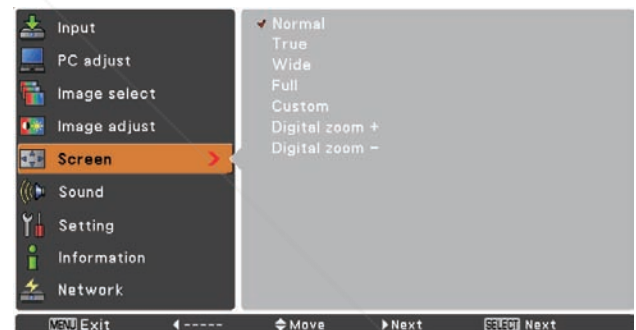 Input
PC adjust
Image select
Image adjust
Screen
Sound
Setting
Information
Network
Normal
True
Wide
Full
Custom
Digital zoom +
Digital zoom –
MENU Exit ◀ ----- Move ▶ Next SELECT Next